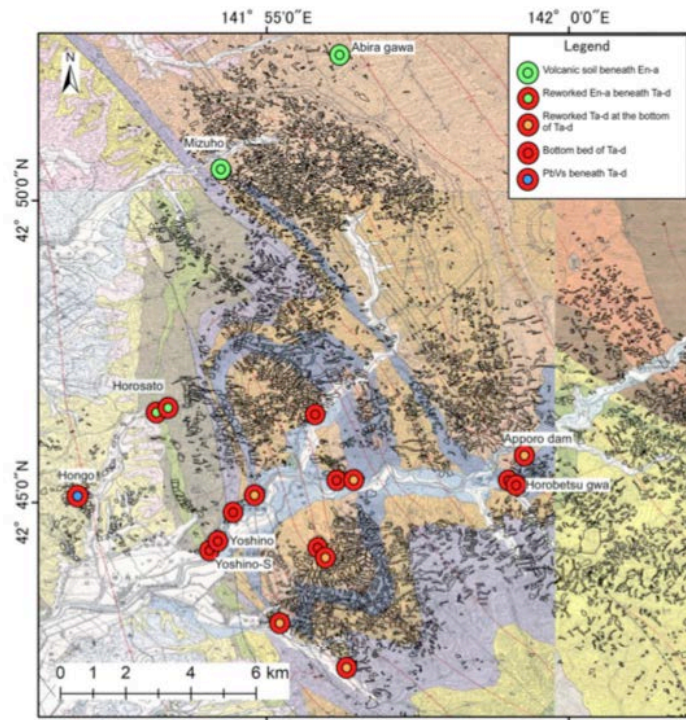 141° 55'0"E
142° 0'0"E
N
Abira gawa
Legend
Volcanic soil beneath En-a
Reworked En-a beneath Ta-d
Reworked Ta-d at the bottom
of Ta-d
Bottom bed of Ta-d
PbVs beneath Ta-d
Mizuho
42° 50'0"N
Horosato
Apporo dam
Hongo
Horobetsu gwa
42° 45'0"N
Yoshino
Yoshino-S
0 2 4 6 km